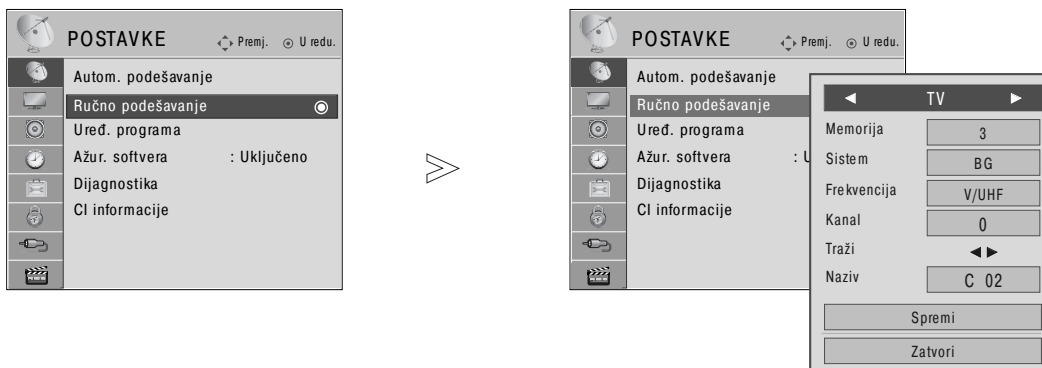 POSTAVKE Premj. U redu.
Autom. podešavanje
Ručno podešavanje
Uređ. programa
Ažur. softvera : Uključeno
Dijagnostika
CI informacije
POSTAVKE Premj. U redu.
Autom. podešavanje
Ručno podešavanje
Uređ. programa
Ažur. softvera : U
Dijagnostika
CI informacije
TV
Memorija 3
Sistem BG
Frekvencija V/UHF
Kanal 0
Traži
Naziv C 02
Spremi
Zatvori